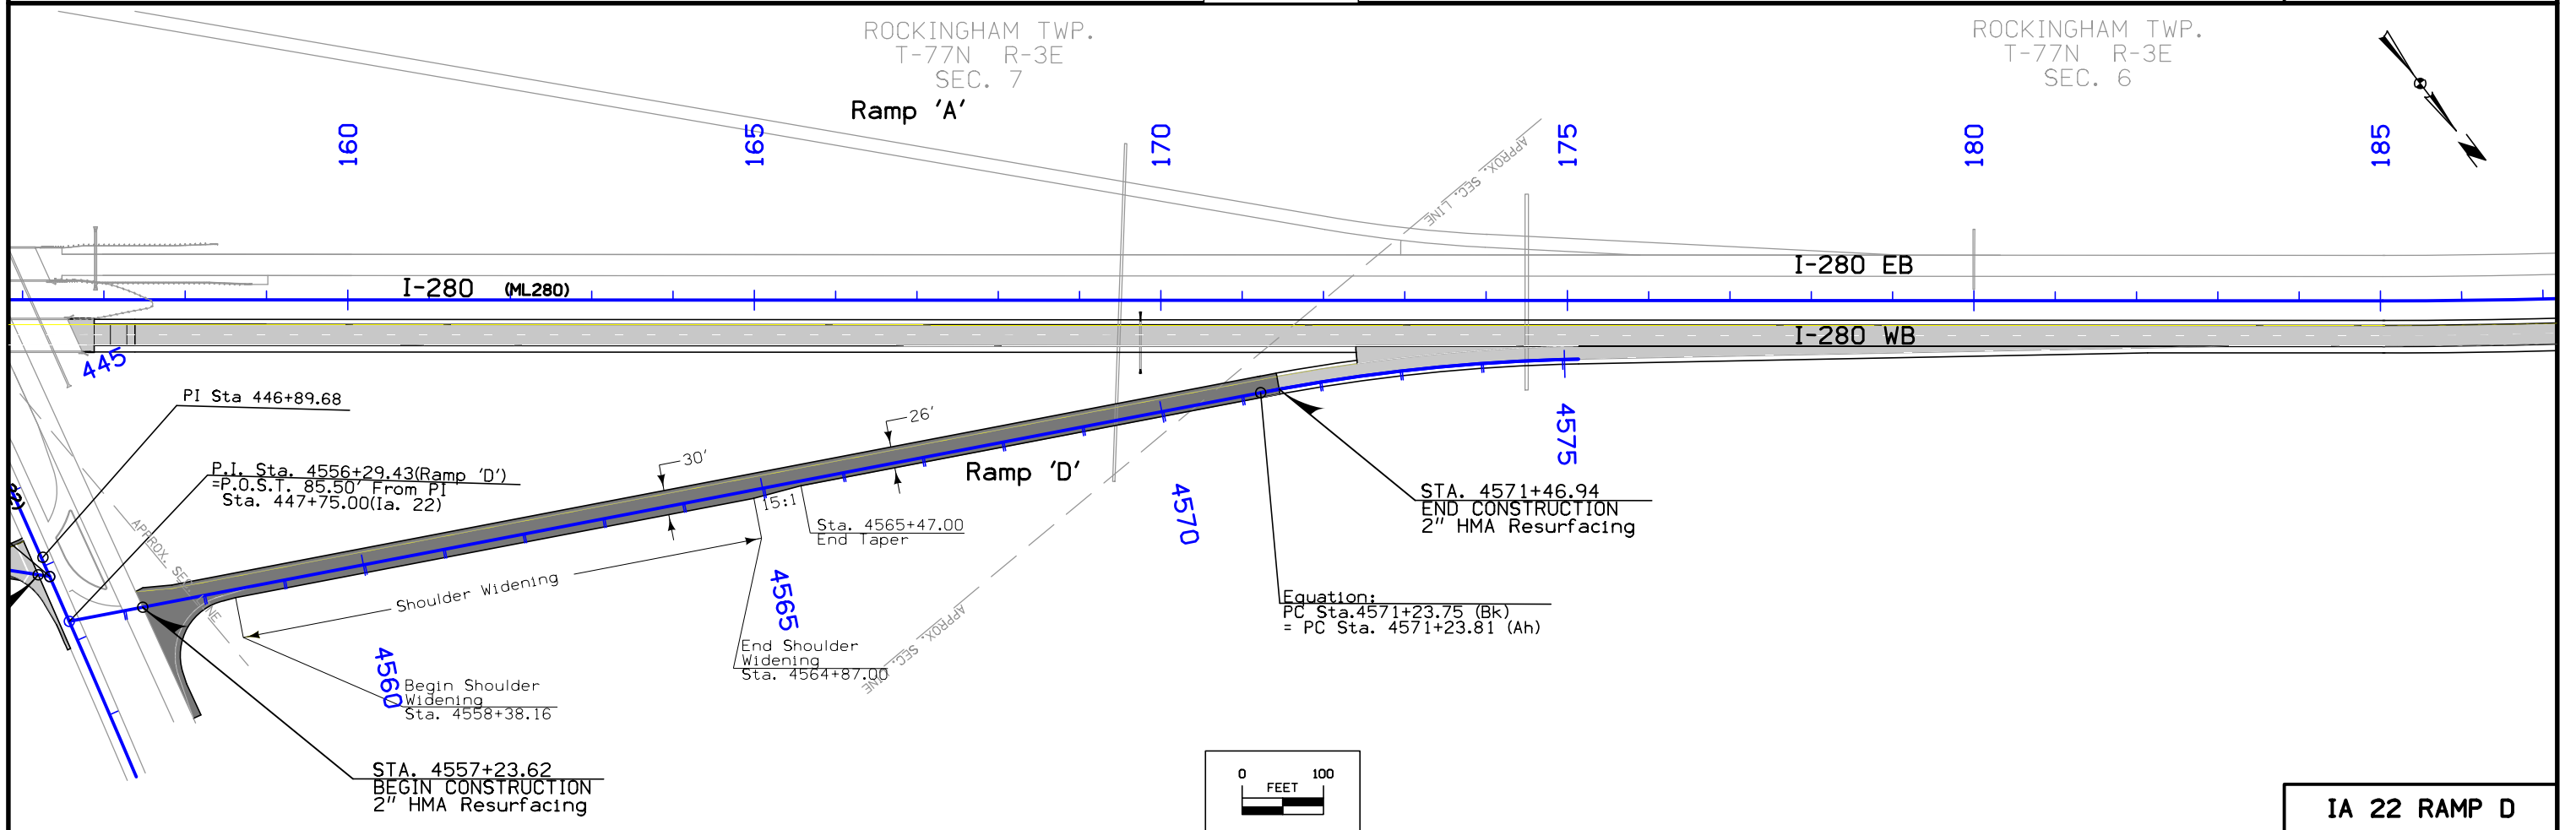 ROCKINGHAM TWP.
T-77N R-3E
SEC. 7
ROCKINGHAM TWP.
T-77N R-3E
SEC. 6
Ramp 'A'
160
165
170
175
180
185
APPROX. SEC. LINE
I-280 EB
I-280 (ML280)
I-280 WB
445
PI Sta 446+89.68
P.I. Sta. 4556+29.43(Ramp 'D')
=P.O.S.T. 85.50' From PI
Sta. 447+75.00(Ia. 22)
APPROX. SEC. LINE
30'
26'
Ramp 'D'
15:1
Sta. 4565+47.00
End Taper
Shoulder Widening
4560
4565
4570
4575
STA. 4571+46.94
END CONSTRUCTION
2" HMA Resurfacing
Equation:
PC Sta.4571+23.75 (Bk)
= PC Sta. 4571+23.81 (Ah)
APPROX. SEC. LINE
End Shoulder
Widening
Sta. 4564+87.00
Begin Shoulder
Widening
Sta. 4558+38.16
STA. 4557+23.62
BEGIN CONSTRUCTION
2" HMA Resurfacing
0 100
FEET
IA 22 RAMP D